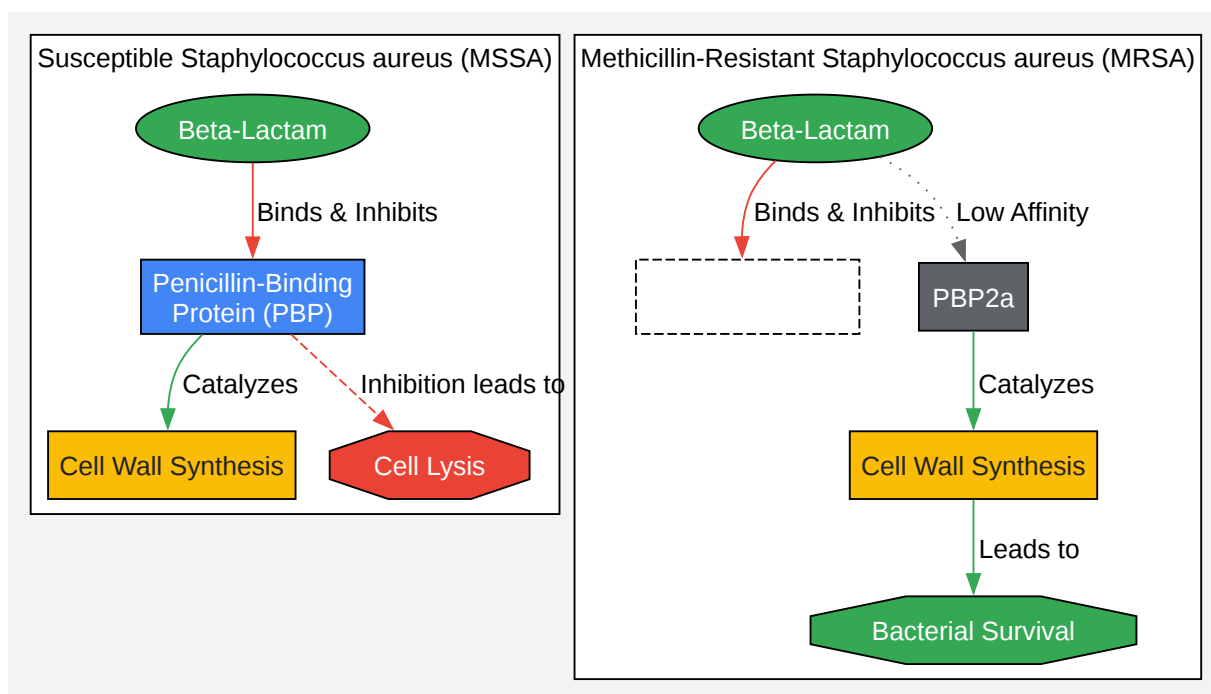 Susceptible Staphylococcus aureus (MSSA)
Beta-Lactam
Binds & Inhibits
Penicillin-Binding
Protein (PBP)
Catalyzes
Inhibition leads to
Cell Wall Synthesis
Cell Lysis
Methicillin-Resistant Staphylococcus aureus (MRSA)
Beta-Lactam
Binds & Inhibits
Low Affinity
PBP2a
Catalyzes
Cell Wall Synthesis
Leads to
Bacterial Survival